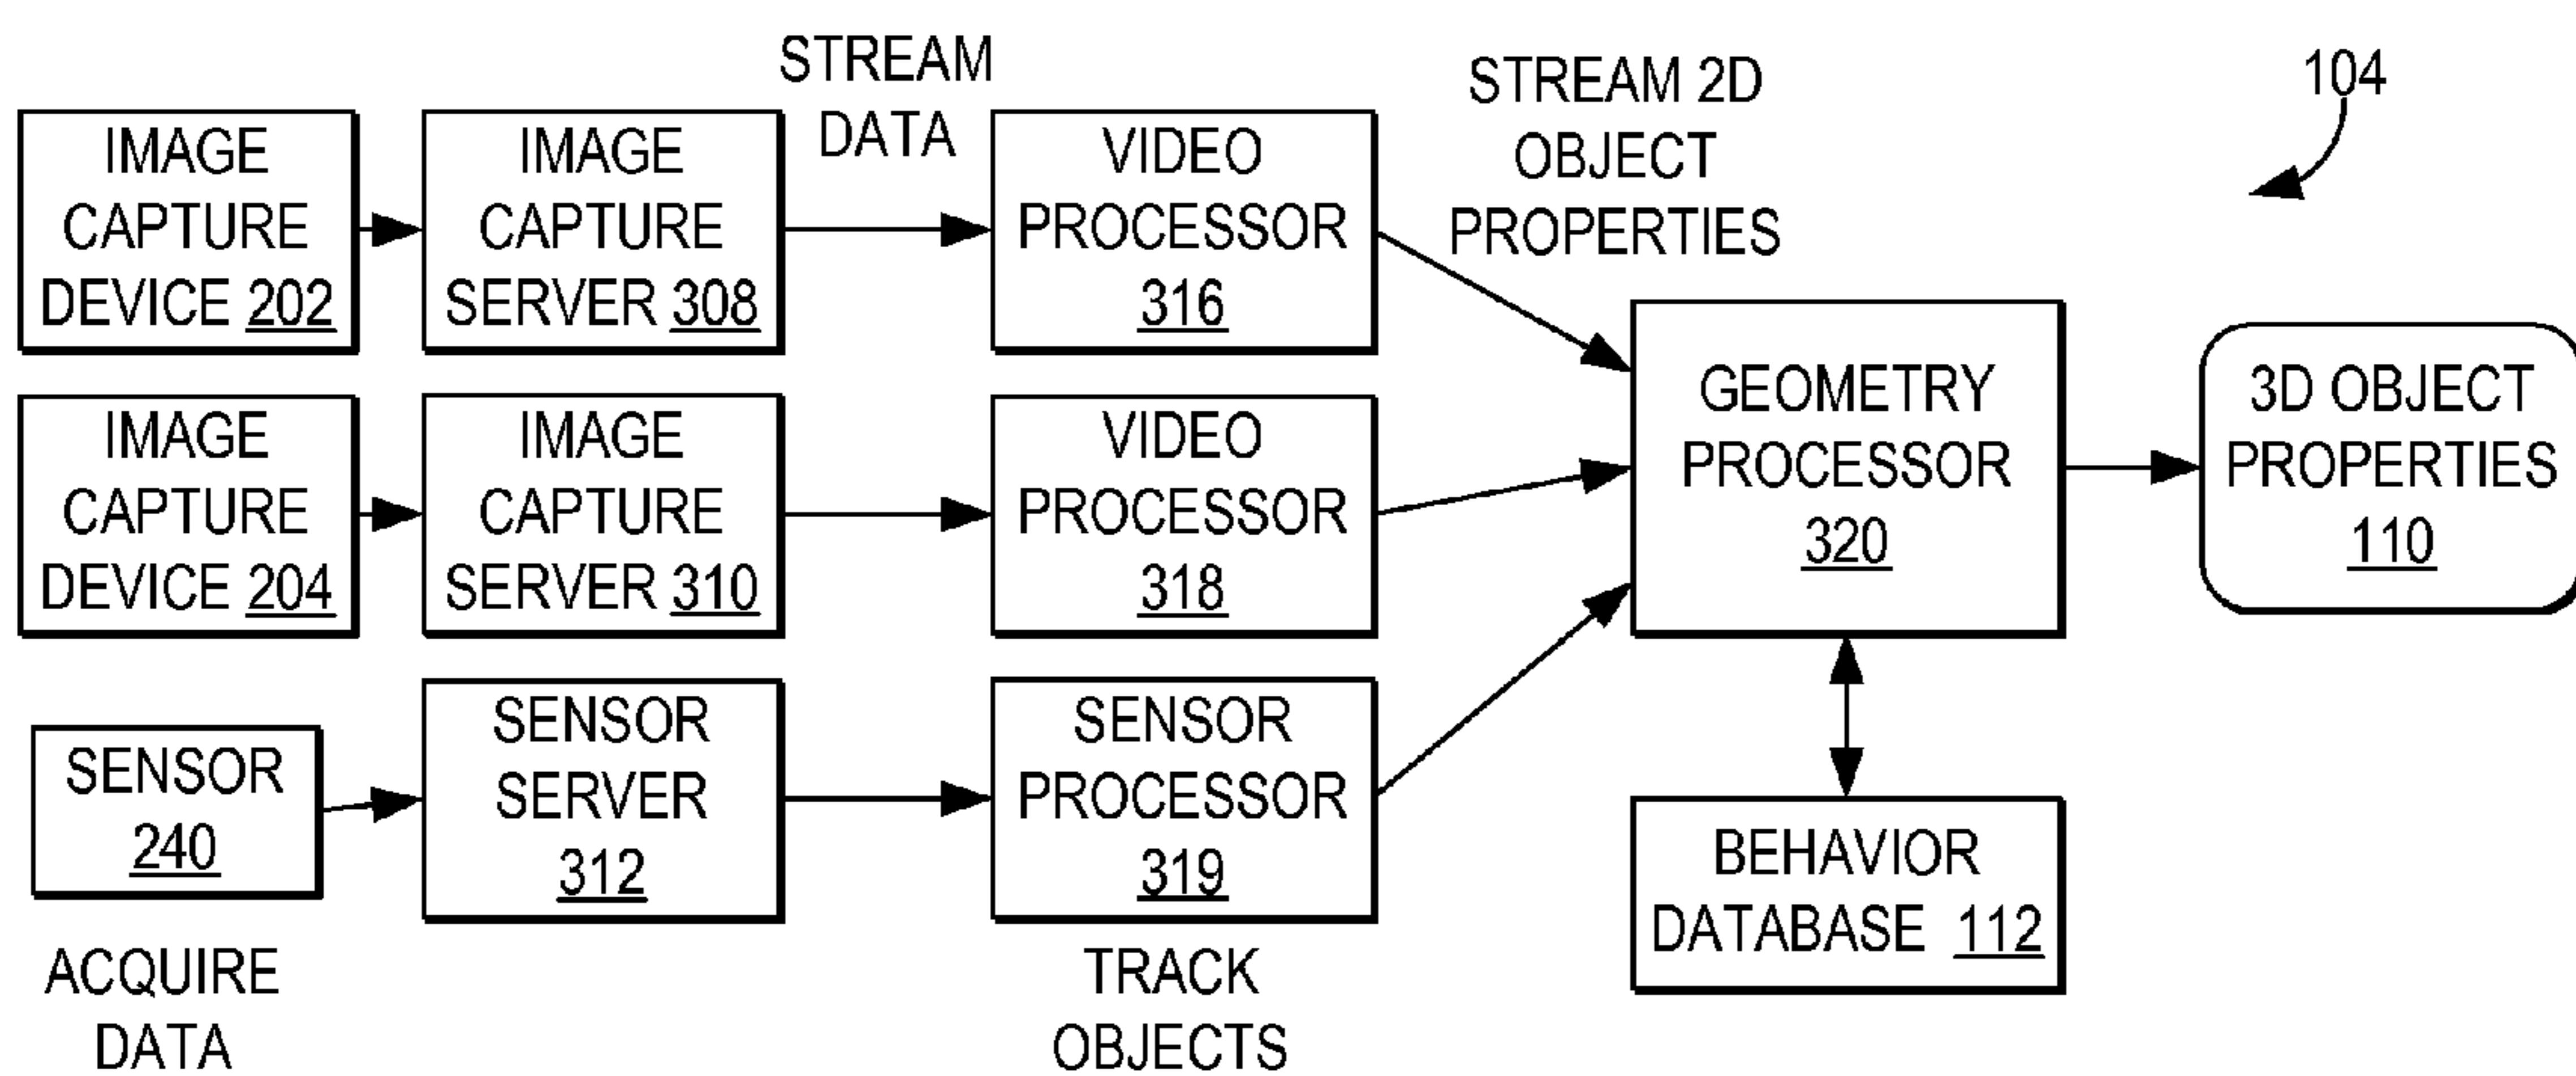 IMAGE
CAPTURE
DEVICE 202
IMAGE
CAPTURE
SERVER 308
STREAM
DATA
VIDEO
PROCESSOR
316
STREAM 2D
OBJECT
PROPERTIES
104
IMAGE
CAPTURE
DEVICE 204
IMAGE
CAPTURE
SERVER 310
VIDEO
PROCESSOR
318
GEOMETRY
PROCESSOR
320
3D OBJECT
PROPERTIES
110
SENSOR
240
SENSOR
SERVER
312
SENSOR
PROCESSOR
319
BEHAVIOR
DATABASE 112
ACQUIRE
DATA
TRACK
OBJECTS